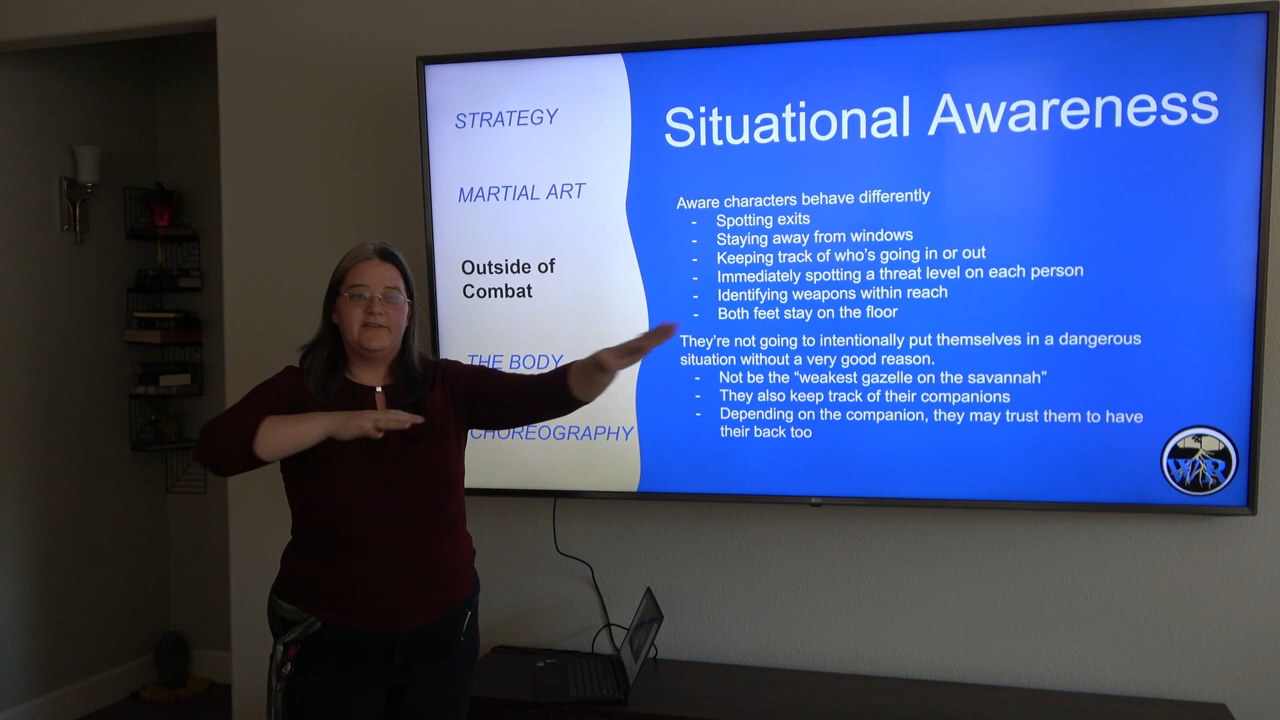 STRATEGY
MARTIAL ART
Outside of
Combat
THE BODY
CHOREOGRAPHY
Situational Awareness
Aware characters behave differently
- Spotting exits
- Staying away from windows
- Keeping track of who's going in or out
- Immediately spotting a threat level on each person
- Identifying weapons within reach
- Both feet stay on the floor
They're not going to intentionally put themselves in a dangerous
situation without a very good reason.
- Not be the "weakest gazelle on the savannah"
- They also keep track of their companions
- Depending on the companion, they may trust them to have
their back too
WR
LG